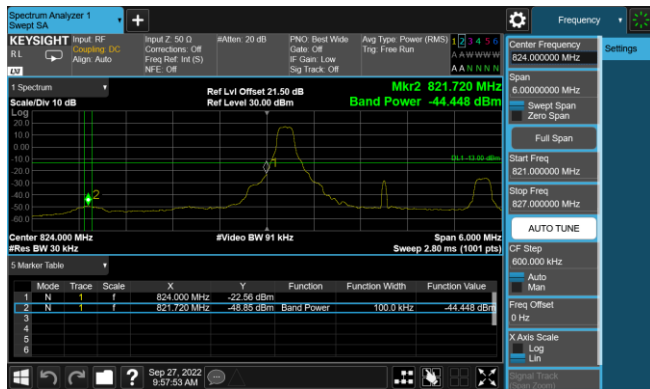 Spectrum Analyzer 1
Swept SA
Frequency
KEYSIGHT
RL
LXI
Input: RF
Coupling: DC
Align: Auto
Input Z: 50 Ω
Corrections: Off
Freq Ref: Int (S)
NFE: Off
#Atten: 20 dB
PNO: Best Wide
Gate: Off
IF Gain: Low
Sig Track: Off
Avg Type: Power (RMS)
Trig: Free Run
1 2 3 4 5 6
A A W W W W
A A N N N N
1 Spectrum
Scale/Div 10 dB
Ref Lvl Offset 21.50 dB
Ref Level 30.00 dBm
Mkr2 821.720 MHz
Band Power -44.448 dBm
Log
20.0
10.0
0.00
-10.0
-20.0
-30.0
-40.0
-50.0
-60.0
1
2
DL1 -13.00 dBm
Center 824.000 MHz
#Res BW 30 kHz
#Video BW 91 kHz
Span 6.000 MHz
Sweep 2.80 ms (1001 pts)
5 Marker Table
Mode Trace Scale X Y Function Function Width Function Value
1 N 1 f 824.000 MHz -22.56 dBm
2 N 1 f 821.720 MHz -48.85 dBm Band Power 100.0 kHz -44.448 dBm
3
4
5
6
Sep 27, 2022
9:57:53 AM
Center Frequency
824.000000 MHz
Settings
Span
6.00000000 MHz
Swept Span
Zero Span
Full Span
Start Freq
821.000000 MHz
Stop Freq
827.000000 MHz
AUTO TUNE
CF Step
600.000 kHz
Auto
Man
Freq Offset
0 Hz
X Axis Scale
Log
Lin
Signal Track
(Span Zoom)